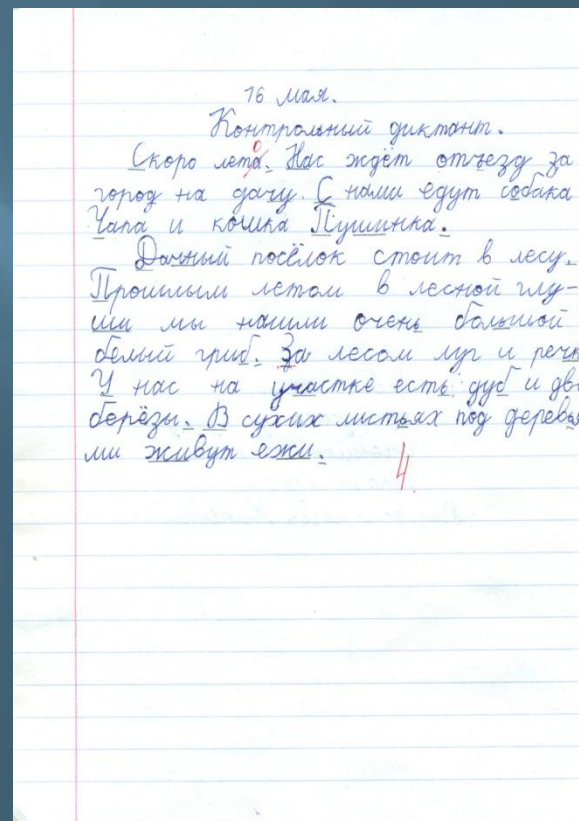 16 мая.
Контрольный диктант.
Скоро лета. Нас ждёт отъезд за
город на дачу. С нами едут собака
Чапа и кошка Пушинка.
Дачный посёлок стоит в лесу.
Прошлым летом в лесной глу-
ши мы нашли очень большой
белый гриб. За лесом луг и речк
У нас на участке есть дуб и дв
берёзы. В сухих листьях под деревья
ми живут ежи.
4